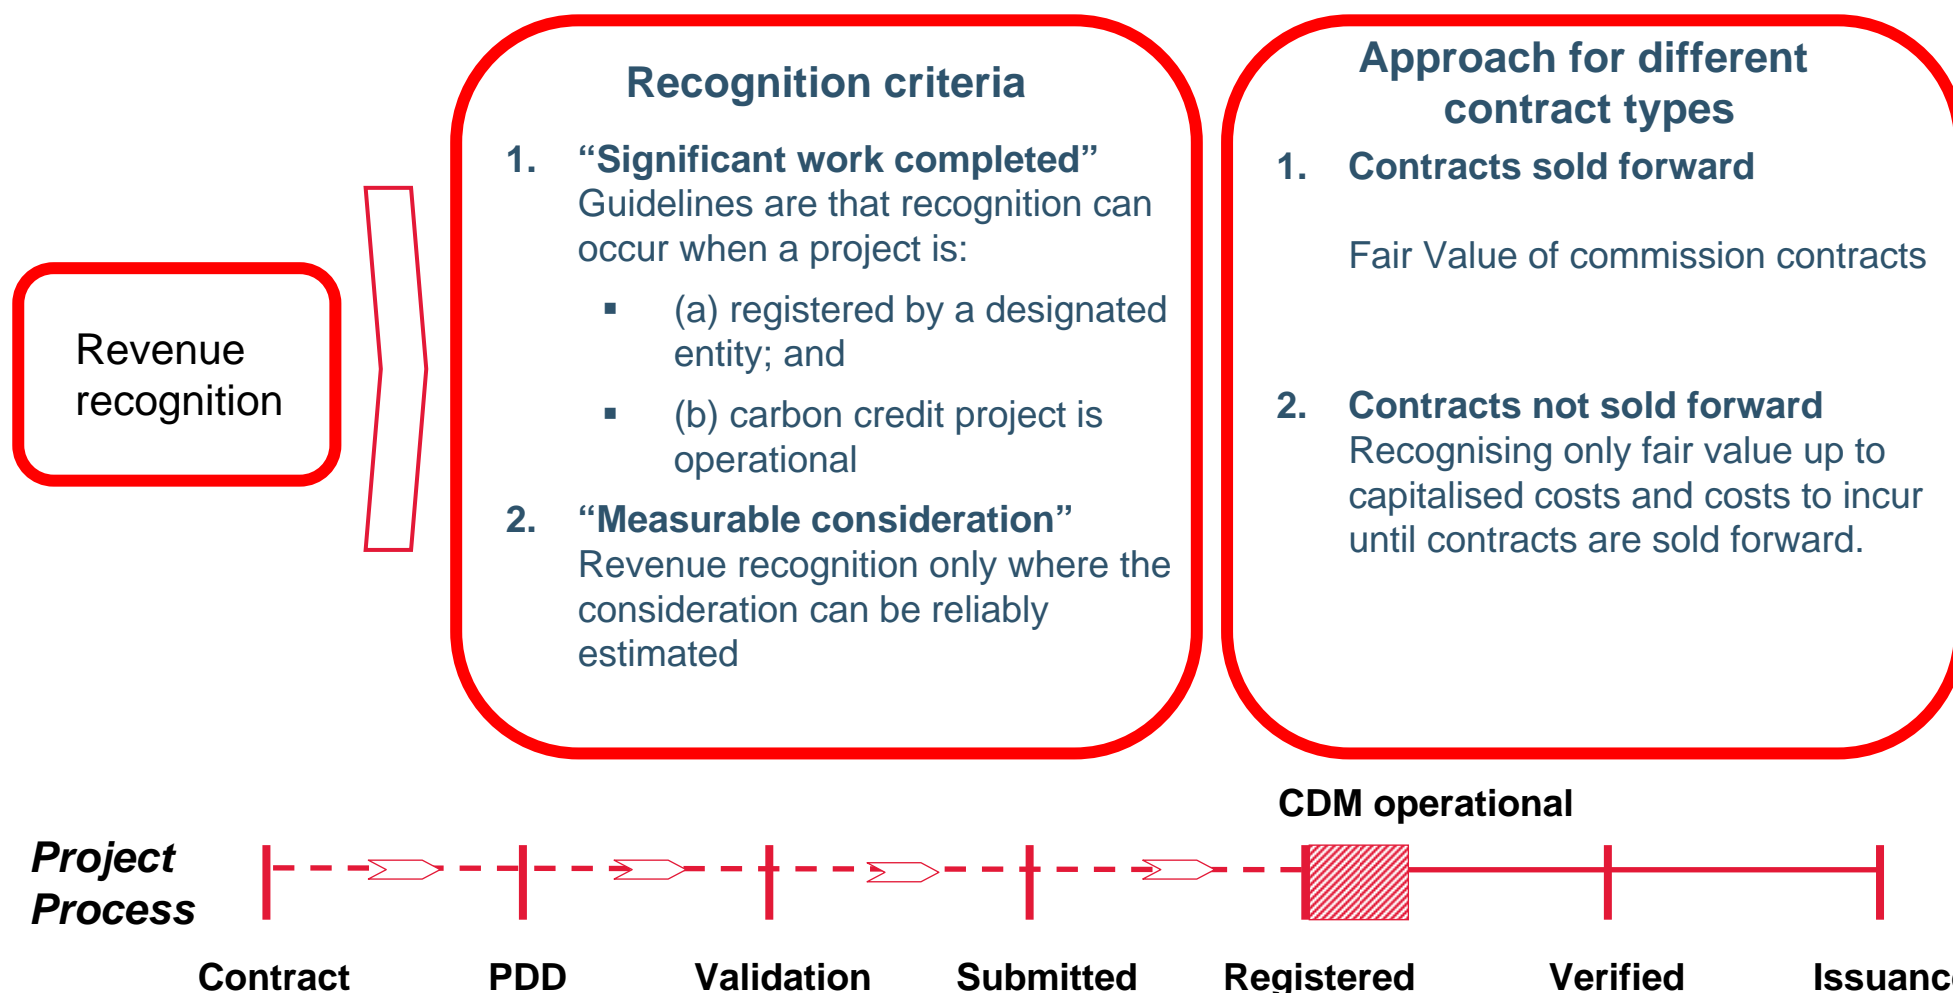 Revenue
recognition
Recognition criteria
1. “Significant work completed”
Guidelines are that recognition can
occur when a project is:
▪ (a) registered by a designated
entity; and
▪ (b) carbon credit project is
operational
2. “Measurable consideration”
Revenue recognition only where the
consideration can be reliably
estimated
Approach for different
contract types
1. Contracts sold forward
Fair Value of commission contracts
2. Contracts not sold forward
Recognising only fair value up to
capitalised costs and costs to incur
until contracts are sold forward.
CDM operational
Project
Process
Contract PDD Validation Submitted Registered Verified Issuance